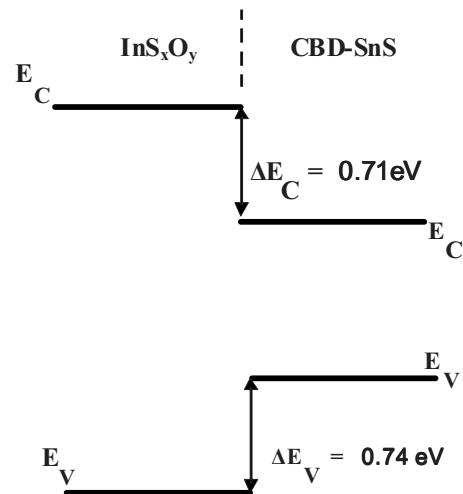 InSxOy CBD-SnS
EC
ΔEC = 0.71eV
EC
EV
EV
ΔEV = 0.74 eV